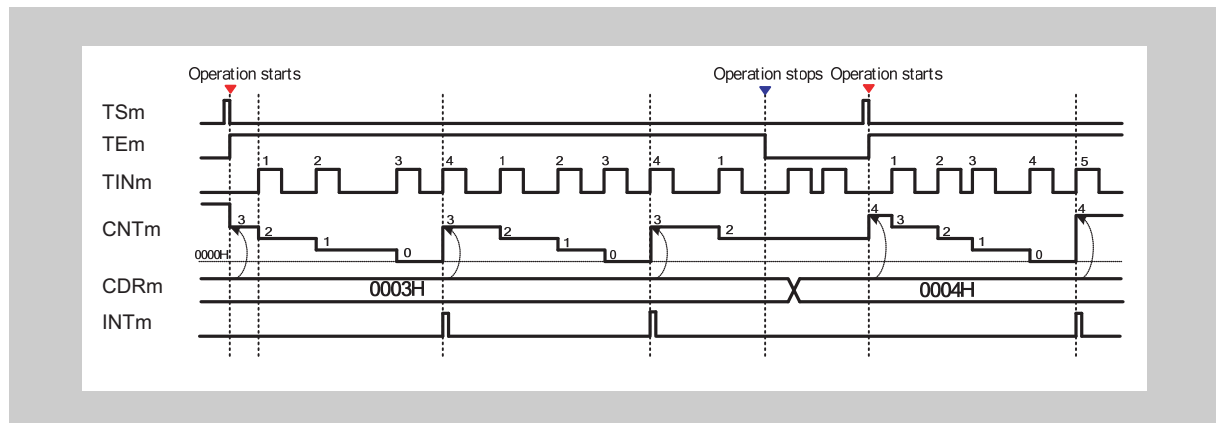 Operation starts Operation stops Operation starts
TSm
TEm
1 2 3 4 1 2 3 4 1 1 2 3 4 5
TINm
CNTm
3 2 1 0 3 2 1 0 3 2 4 3 2 1 0 4
0000H
CDRm
0003H 0004H
INTm